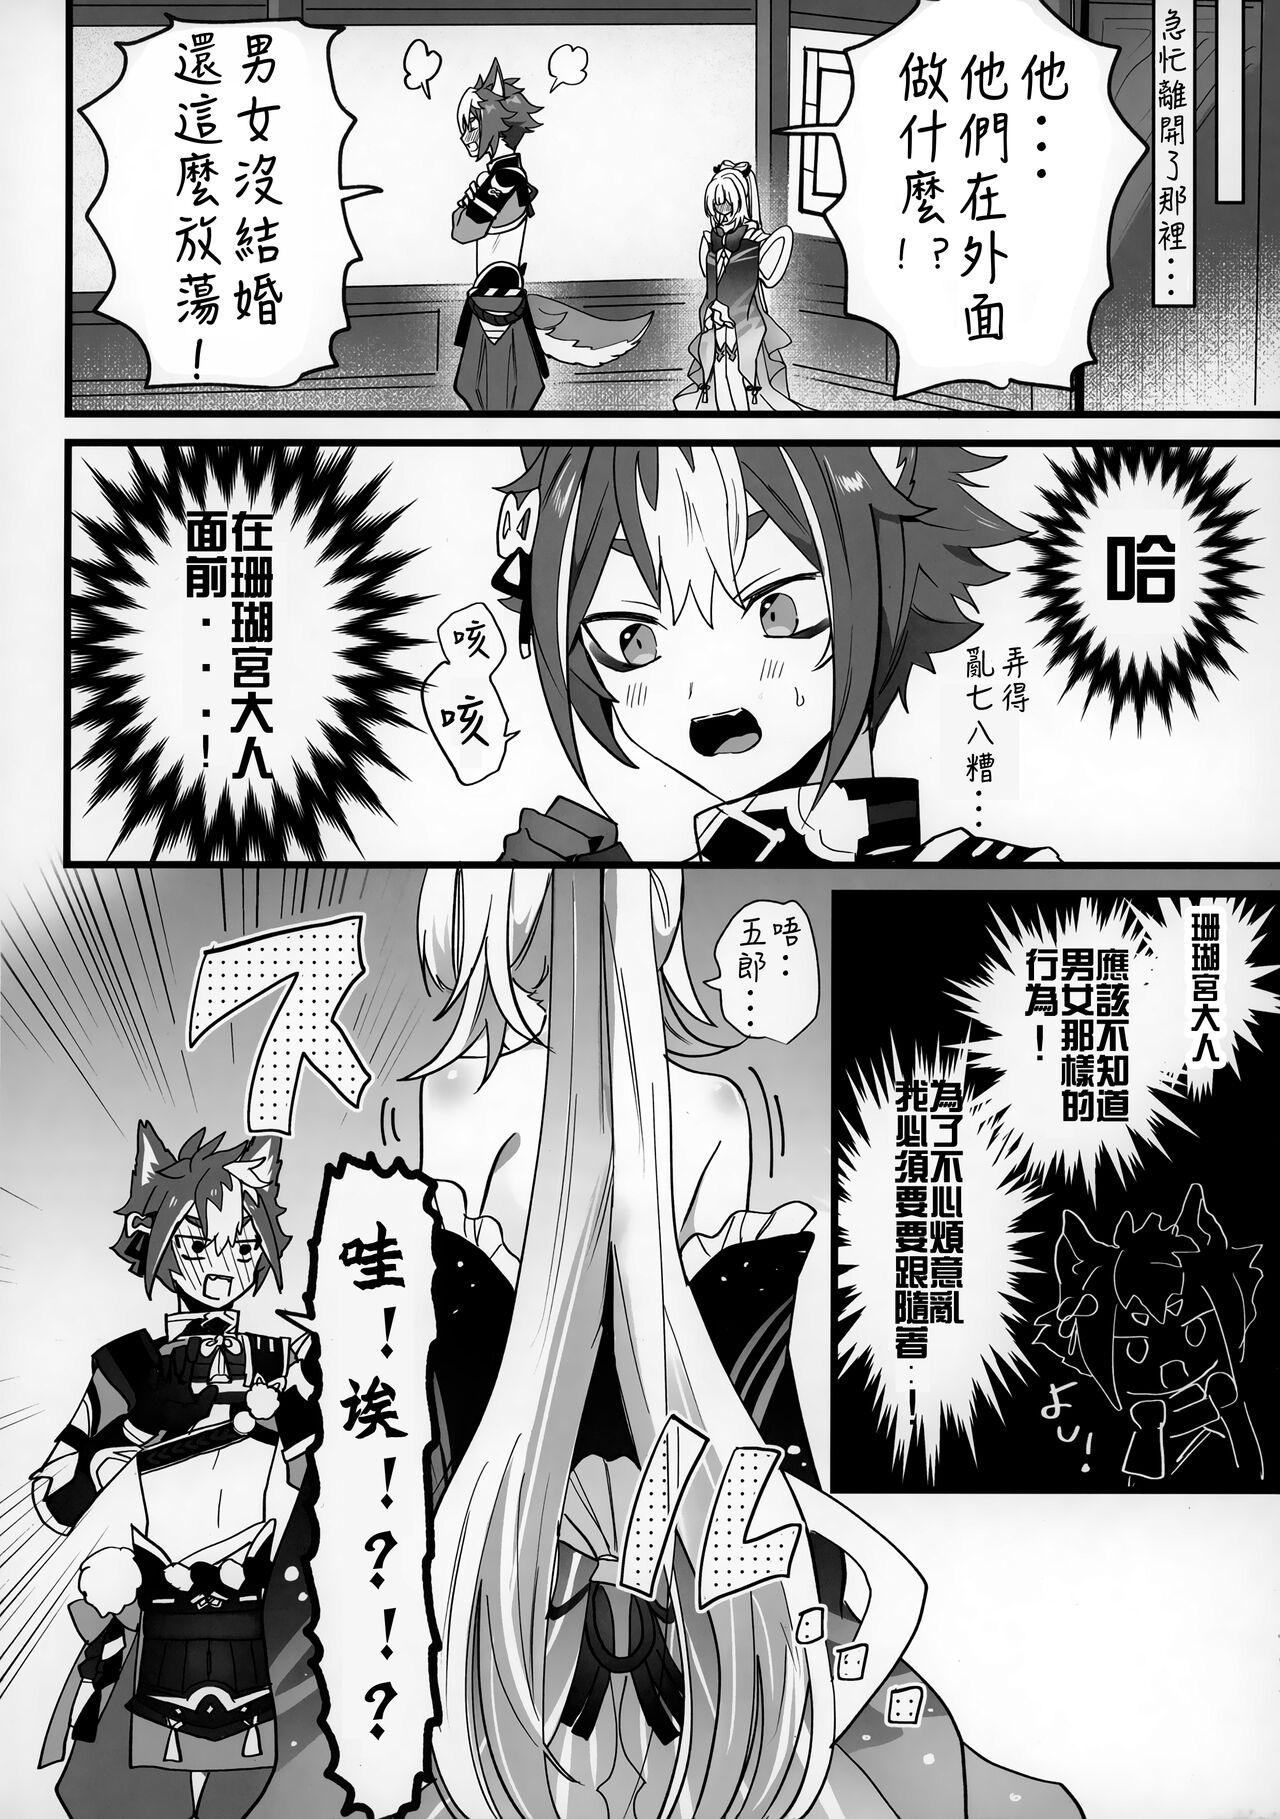 急忙離開了那裡…
他…
他們在外面
做什麼！？
男女沒結婚
還這麼放蕩！
哈
弄得
亂七八糟…
咳
咳
在珊瑚宮大人
面前...！
珊瑚宮大人
應該不知道
男女那樣的
行為！
為了不心煩意亂
我必須要要跟隨著…！
よい！
唔…
五郎…
スル
哇！埃！？！？